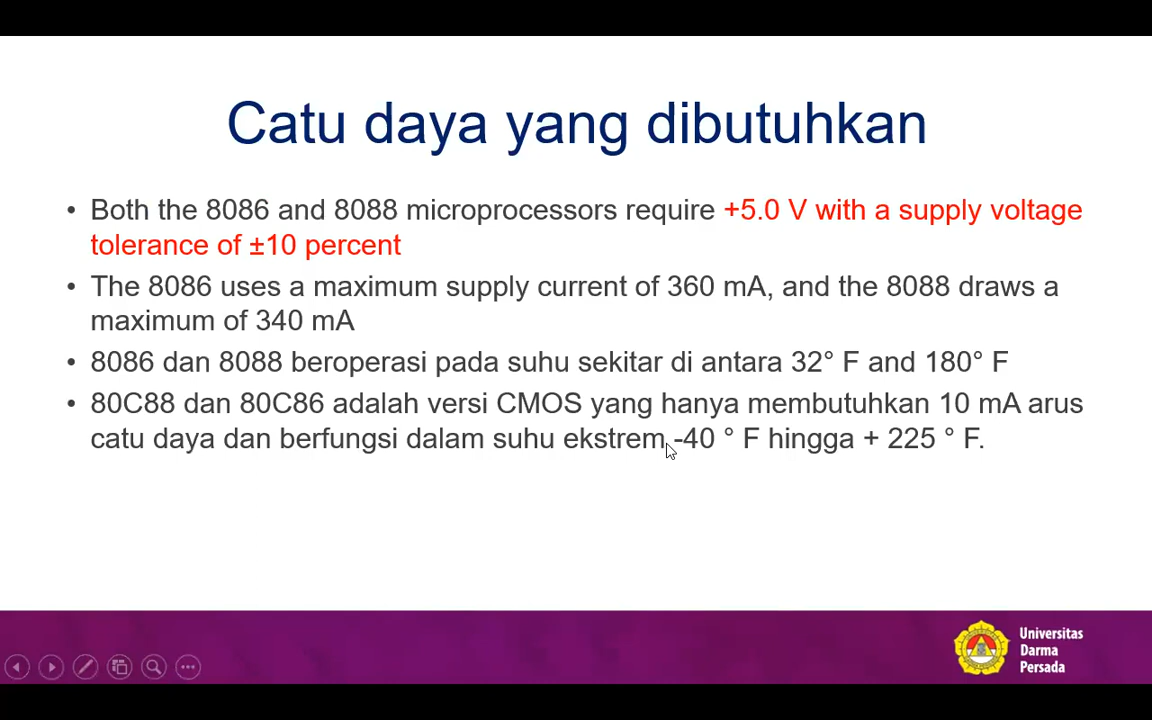 Catu daya yang dibutuhkan
• Both the 8086 and 8088 microprocessors require +5.0 V with a supply voltage
tolerance of ±10 percent
• The 8086 uses a maximum supply current of 360 mA, and the 8088 draws a
maximum of 340 mA
• 8086 dan 8088 beroperasi pada suhu sekitar di antara 32° F and 180° F
• 80C88 dan 80C86 adalah versi CMOS yang hanya membutuhkan 10 mA arus
catu daya dan berfungsi dalam suhu ekstrem -40 ° F hingga + 225 ° F.
Universitas
Darma
Persada